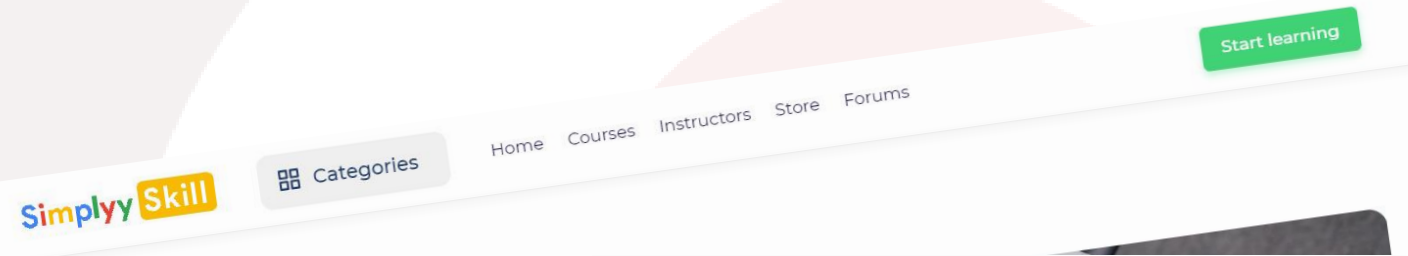 Simplyy Skill
Categories
Home Courses Instructors Store Forums
Start learning